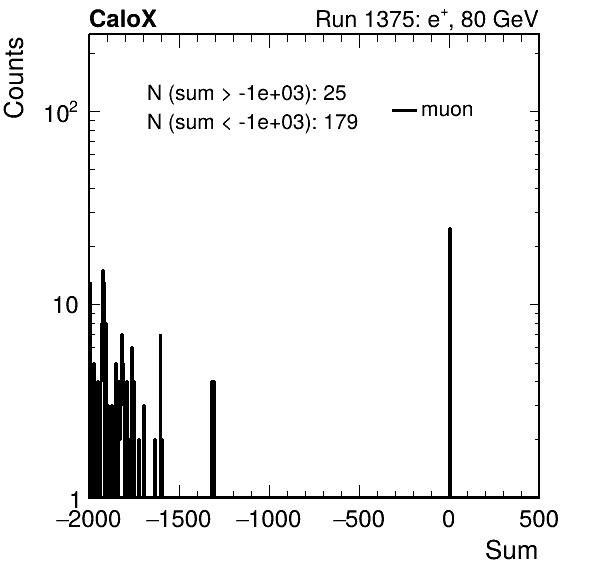 CaloX Run 1375: e⁺, 80 GeV
Counts
N (sum > -1e+03): 25
N (sum < -1e+03): 179
muon
10²
10
1
−2000 −1500 −1000 −500 0 500
Sum